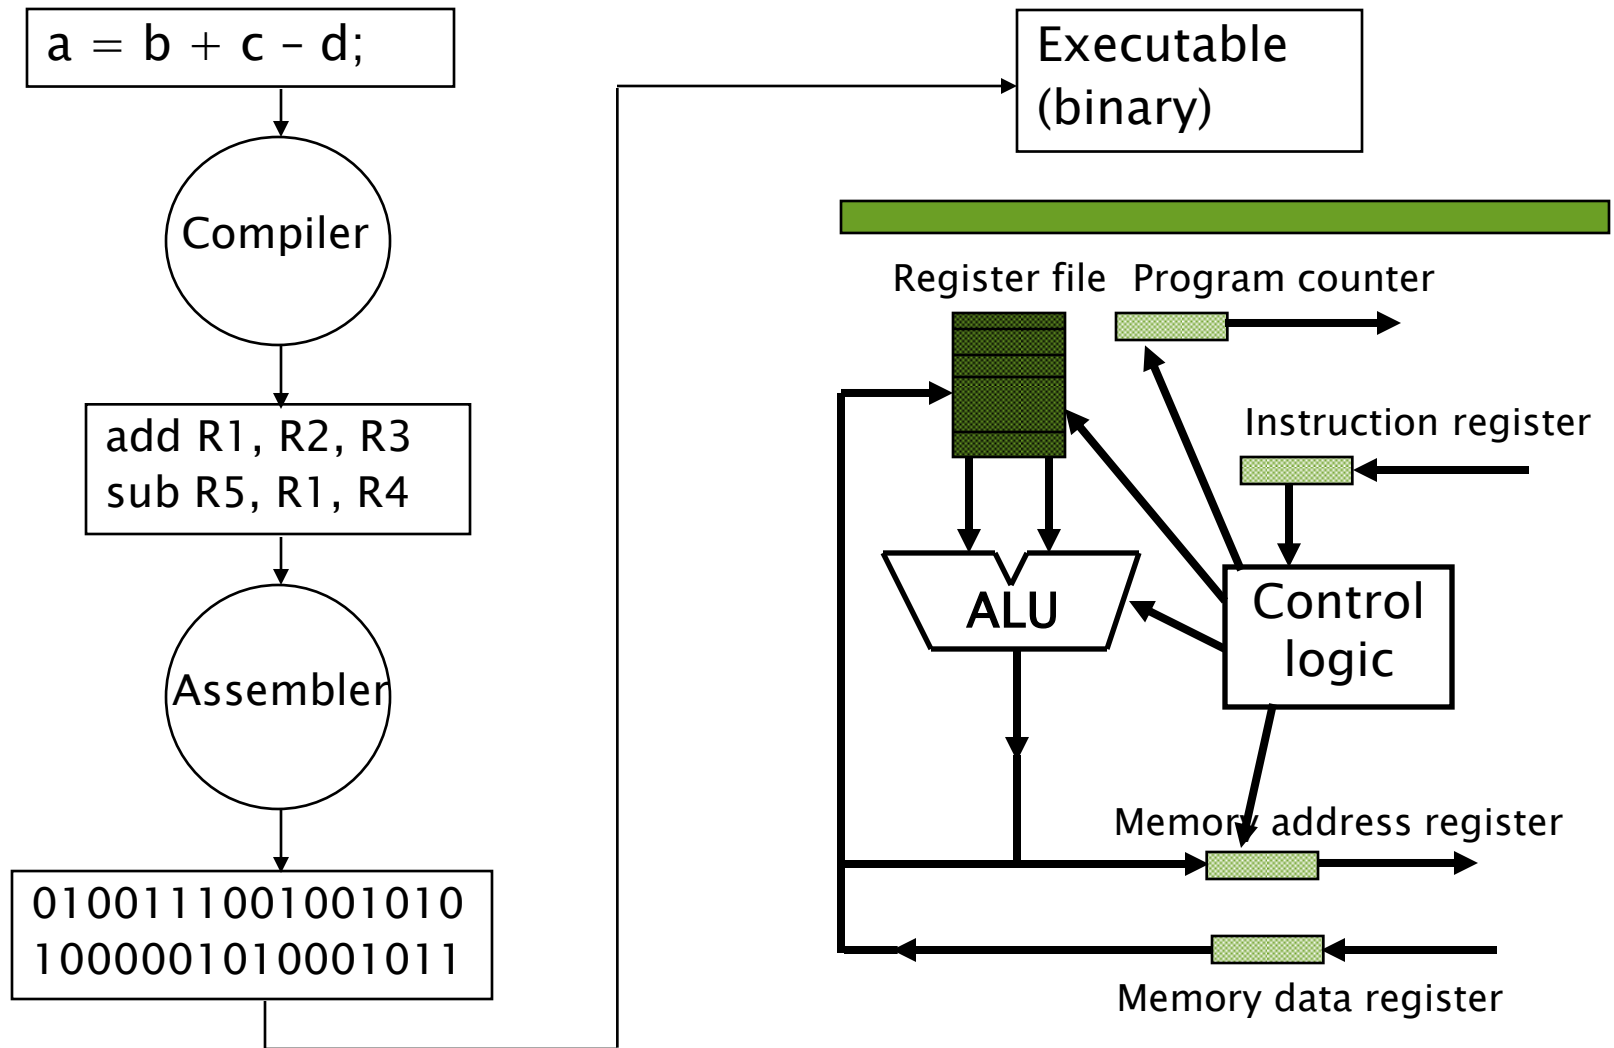 a = b + c – d;
Compiler
add R1, R2, R3
sub R5, R1, R4
Assembler
0100111001001010
1000001010001011
Executable
(binary)
Register file
Program counter
Instruction register
ALU
Control
logic
Memory address register
Memory data register